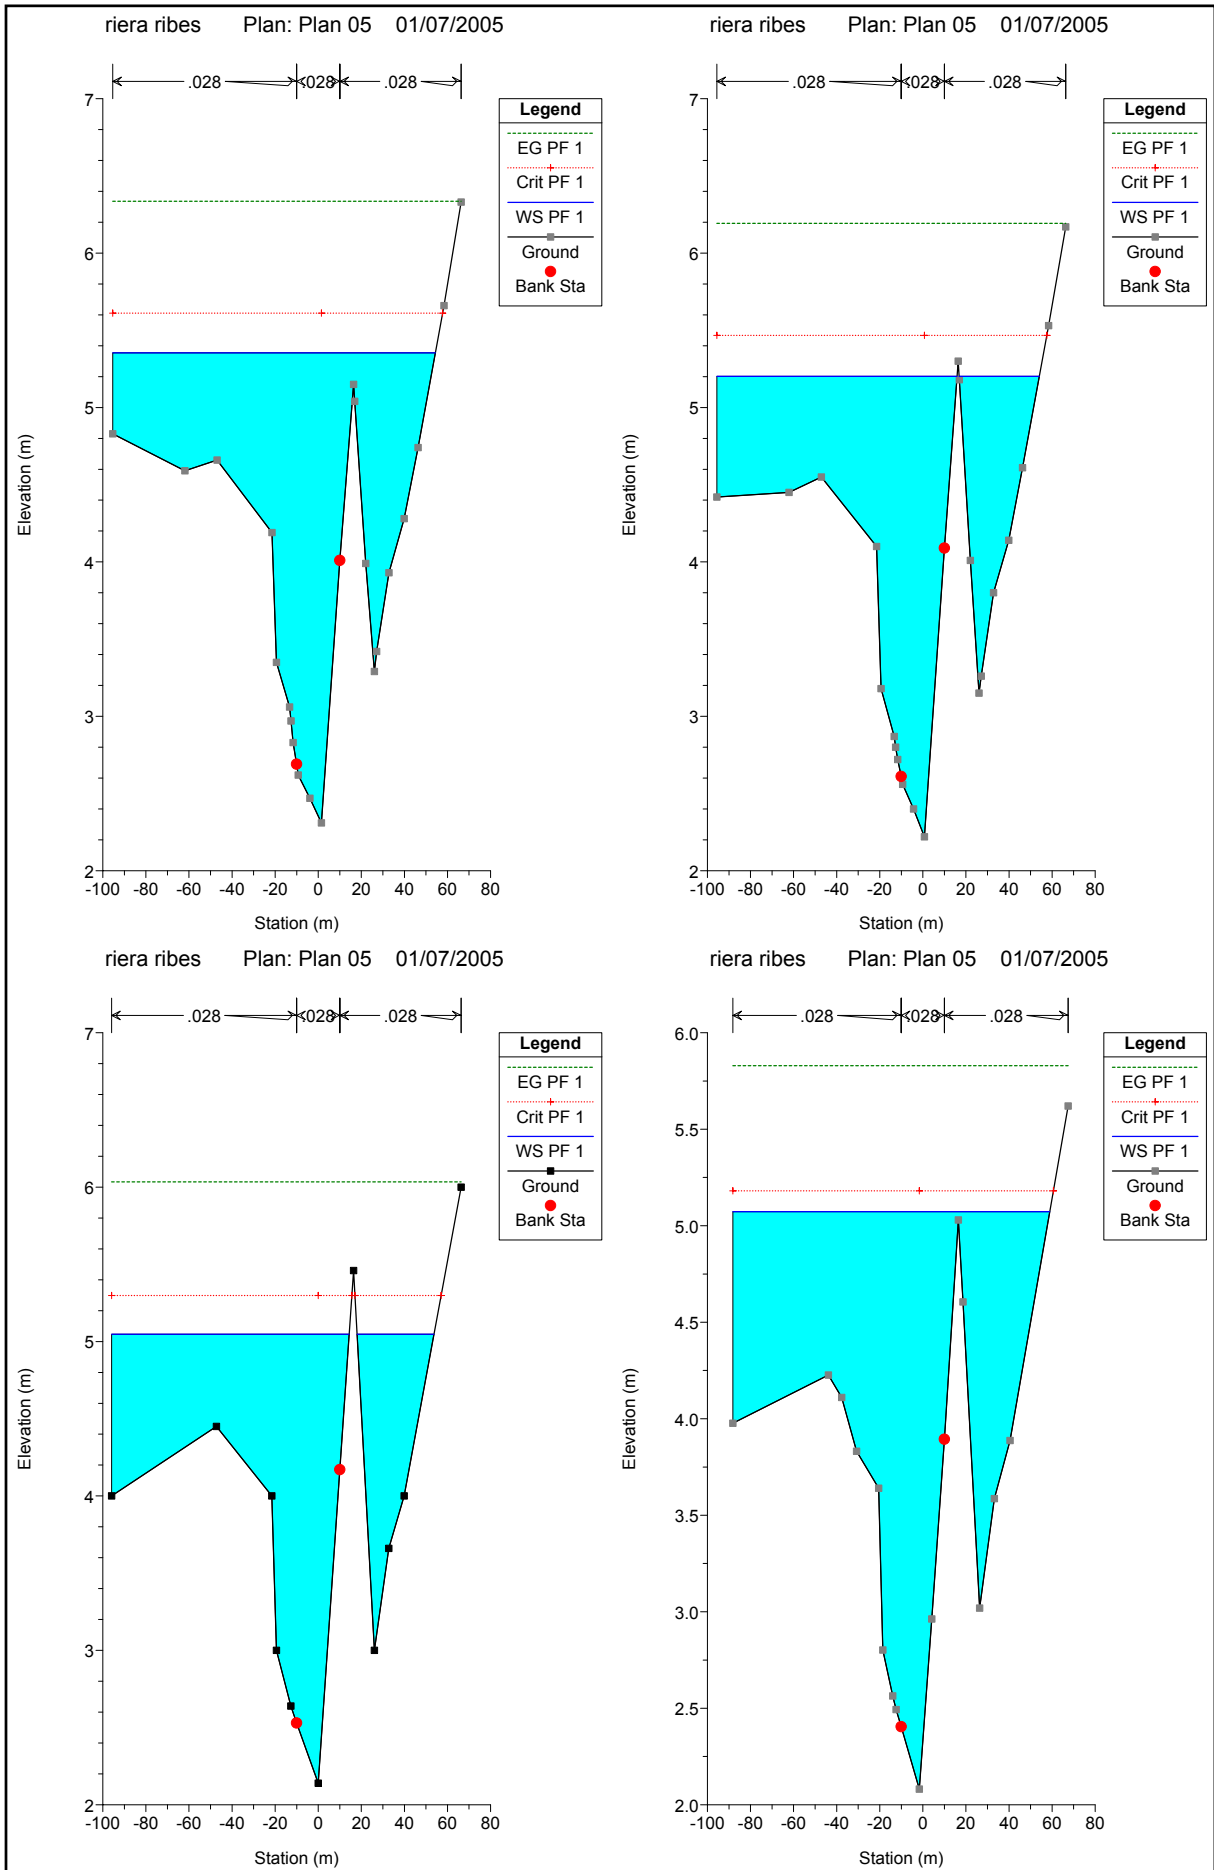 riera ribes Plan: Plan 05 01/07/2005
.028 .028 .028
Legend
EG PF 1
Crit PF 1
WS PF 1
Ground
Bank Sta
7
6
5
4
3
2
Elevation (m)
-100 -80 -60 -40 -20 0 20 40 60 80
Station (m)
riera ribes Plan: Plan 05 01/07/2005
.028 .028 .028
Legend
EG PF 1
Crit PF 1
WS PF 1
Ground
Bank Sta
7
6
5
4
3
2
Elevation (m)
-100 -80 -60 -40 -20 0 20 40 60 80
Station (m)
riera ribes Plan: Plan 05 01/07/2005
.028 .028 .028
Legend
EG PF 1
Crit PF 1
WS PF 1
Ground
Bank Sta
7
6
5
4
3
2
Elevation (m)
-100 -80 -60 -40 -20 0 20 40 60 80
Station (m)
riera ribes Plan: Plan 05 01/07/2005
.028 .028 .028
Legend
EG PF 1
Crit PF 1
WS PF 1
Ground
Bank Sta
6.0
5.5
5.0
4.5
4.0
3.5
3.0
2.5
2.0
Elevation (m)
-100 -80 -60 -40 -20 0 20 40 60 80
Station (m)